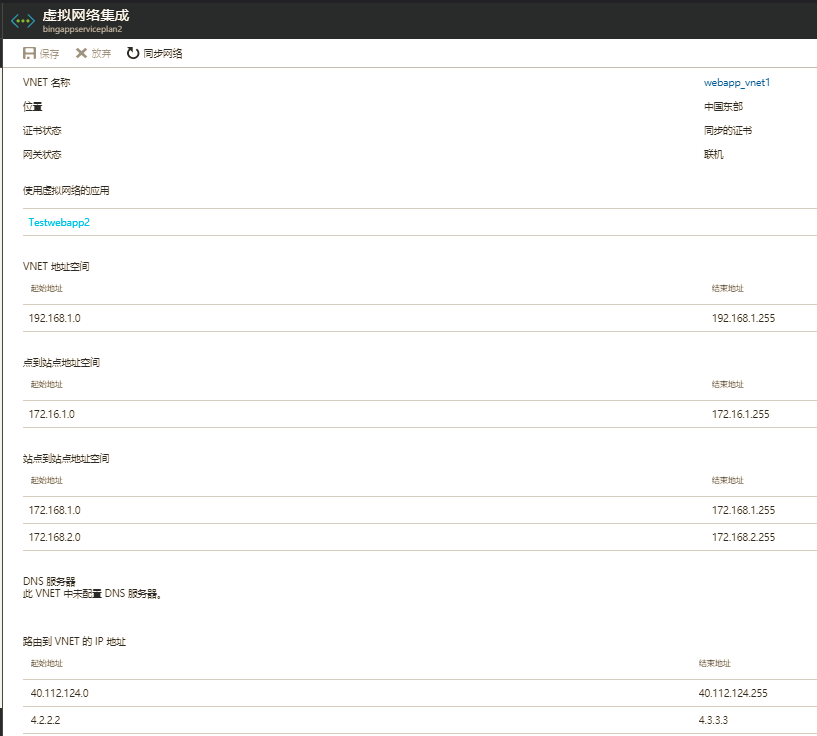 虚拟网络集成
bingappserviceplan2
保存 放弃 同步网络
VNET 名称 webapp_vnet1
位置 中国东部
证书状态 同步的证书
网关状态 联机
使用虚拟网络的应用
Testwebapp2
VNET 地址空间
起始地址 结束地址
192.168.1.0 192.168.1.255
点到站点地址空间
起始地址 结束地址
172.16.1.0 172.16.1.255
站点到站点地址空间
起始地址 结束地址
172.168.1.0 172.168.1.255
172.168.2.0 172.168.2.255
DNS 服务器
此 VNET 中未配置 DNS 服务器。
路由到 VNET 的 IP 地址
起始地址 结束地址
40.112.124.0 40.112.124.255
4.2.2.2 4.3.3.3